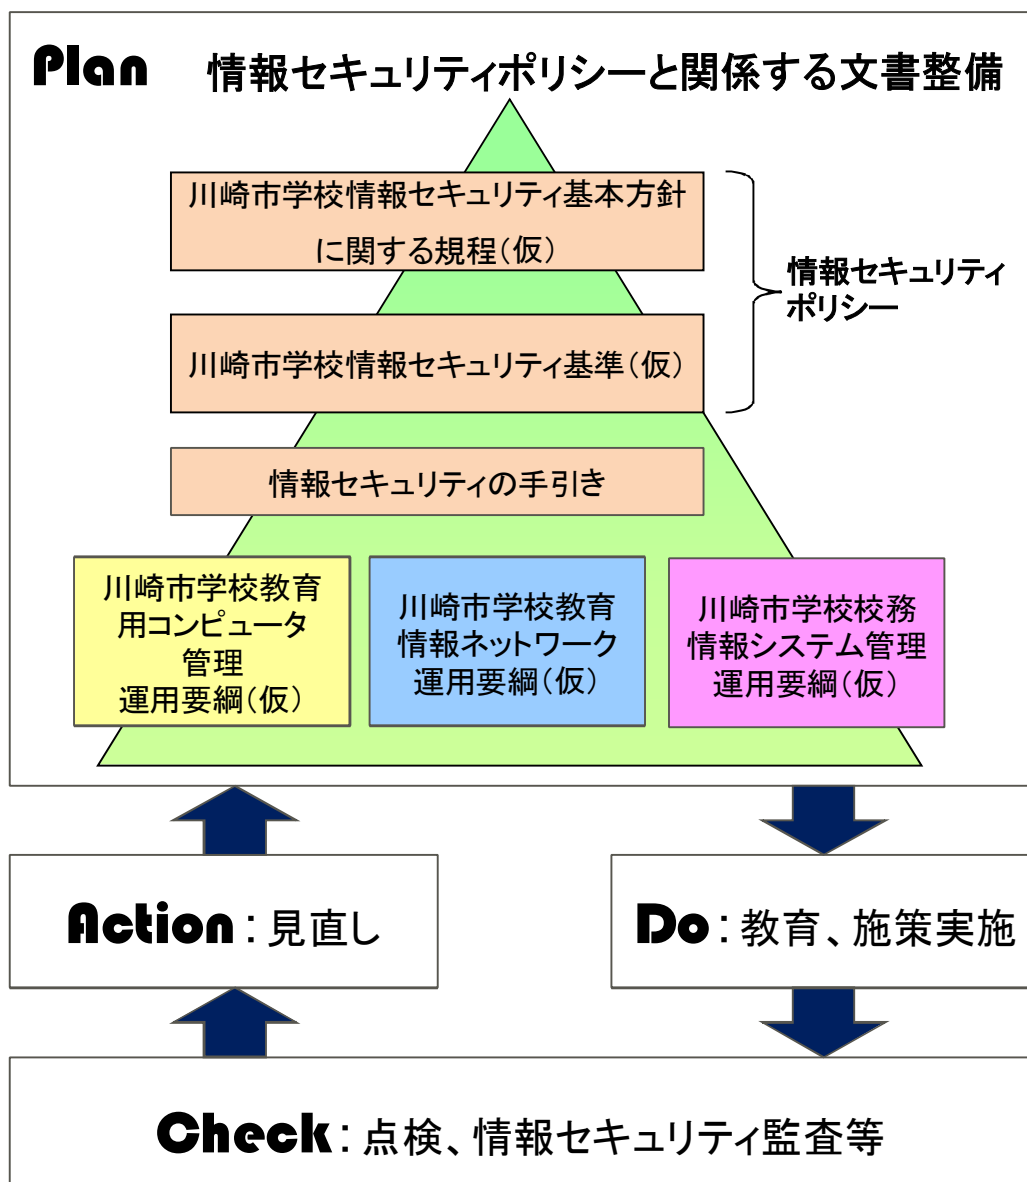 Plan 情報セキュリティポリシーと関係する文書整備
川崎市学校情報セキュリティ基本方針
に関する規程(仮)
情報セキュリティ
ポリシー
川崎市学校情報セキュリティ基準(仮)
情報セキュリティの手引き
川崎市学校教育
用コンピュータ
管理
運用要綱(仮)
川崎市学校教育
情報ネットワーク
運用要綱(仮)
川崎市学校校務
情報システム管理
運用要綱(仮)
Action:見直し
Do:教育、施策実施
Check:点検、情報セキュリティ監査等